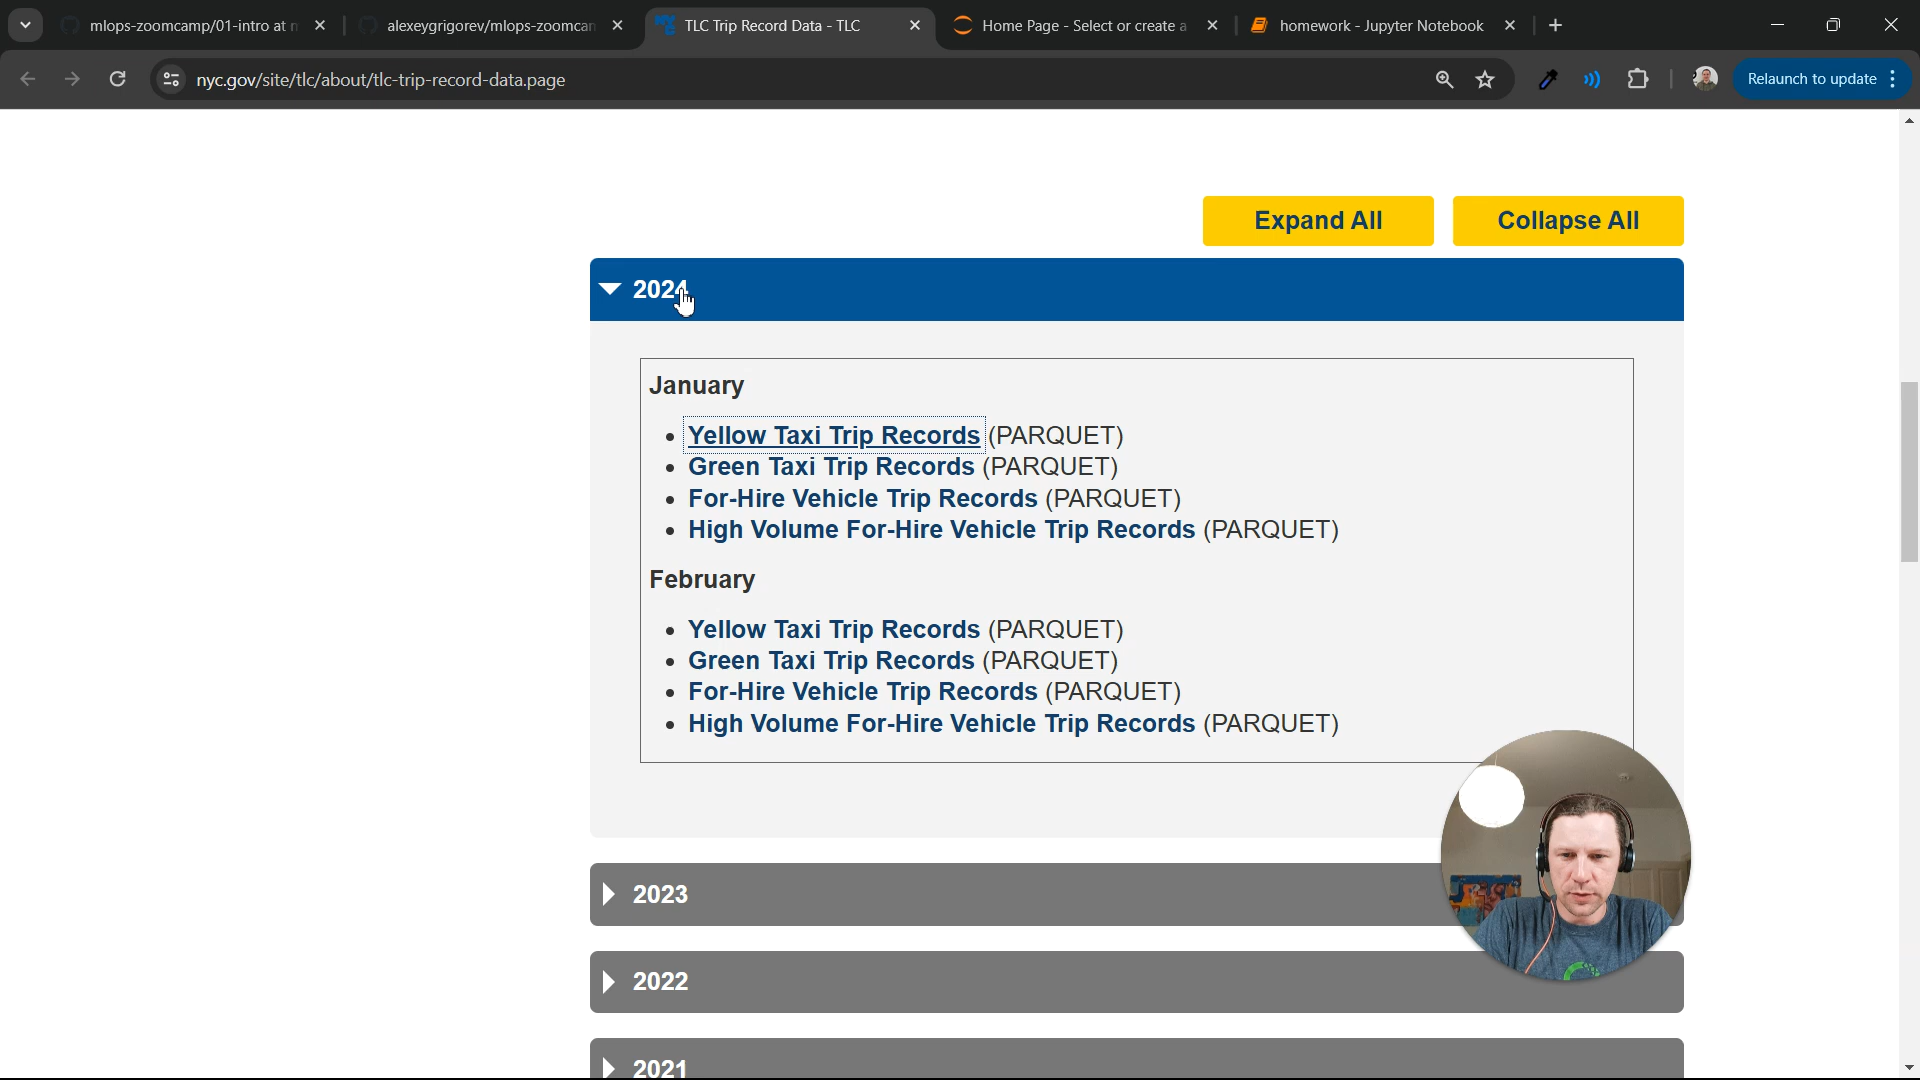 mlops-zoomcamp/01-intro at m
alexeygrigorev/mlops-zoomcam
TLC Trip Record Data - TLC
Home Page - Select or create a
homework - Jupyter Notebook
nyc.gov/site/tlc/about/tlc-trip-record-data.page
Relaunch to update
Expand All
Collapse All
2024
January
Yellow Taxi Trip Records (PARQUET)
Green Taxi Trip Records (PARQUET)
For-Hire Vehicle Trip Records (PARQUET)
High Volume For-Hire Vehicle Trip Records (PARQUET)
February
Yellow Taxi Trip Records (PARQUET)
Green Taxi Trip Records (PARQUET)
For-Hire Vehicle Trip Records (PARQUET)
High Volume For-Hire Vehicle Trip Records (PARQUET)
2023
2022
2021